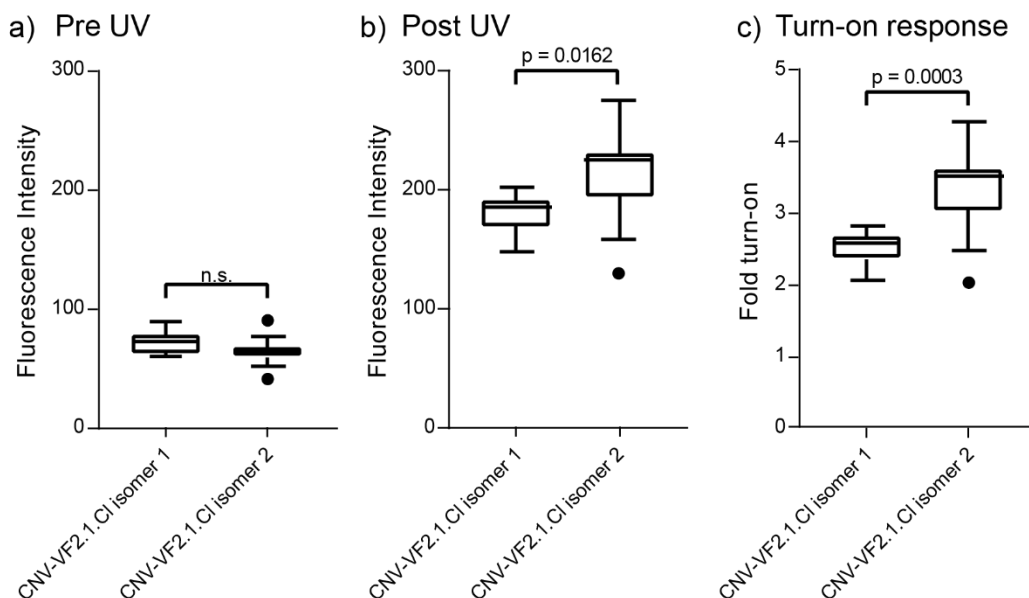 a) Pre UV
Fluorescence Intensity
300
200
100
0
n.s.
CNV-VF2.1.Cl isomer 1
CNV-VF2.1.Cl isomer 2
b) Post UV
Fluorescence Intensity
300
200
100
0
p = 0.0162
CNV-VF2.1.Cl isomer 1
CNV-VF2.1.Cl isomer 2
c) Turn-on response
Fold turn-on
5
4
3
2
1
0
p = 0.0003
CNV-VF2.1.Cl isomer 1
CNV-VF2.1.Cl isomer 2